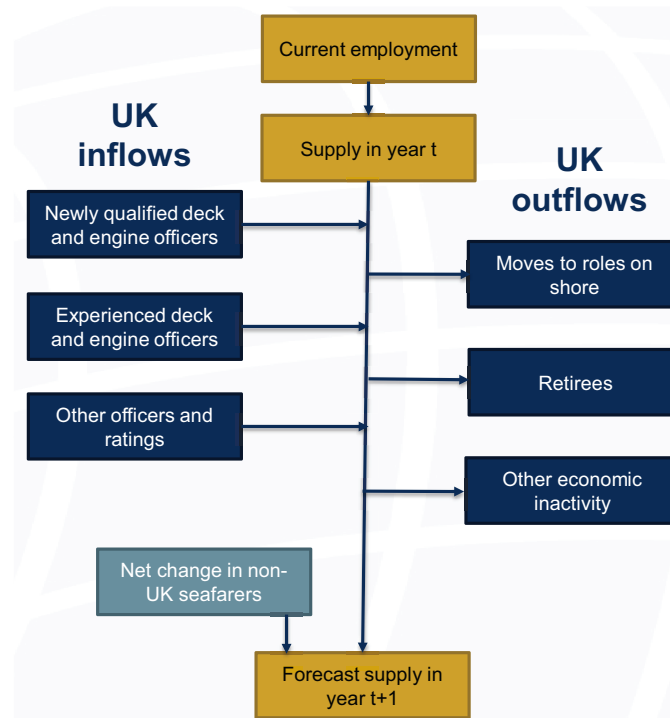 Current
employment
Supply in year t
UK
inflows
Newly qualified deck
and engine officers
Experienced deck
and engine officers
Other officers and
ratings
UK
outflows
Moves to roles on
shore
Retirees
Other economic
inactivity
Net change in non-
UK seafarers
Forecast supply in
year t+1